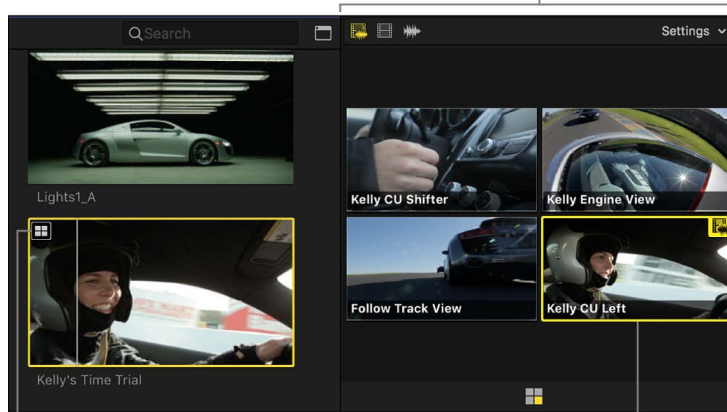 Search
Settings
Lights1_A
Kelly's Time Trial
Kelly CU Shifter
Kelly Engine View
Follow Track View
Kelly CU Left